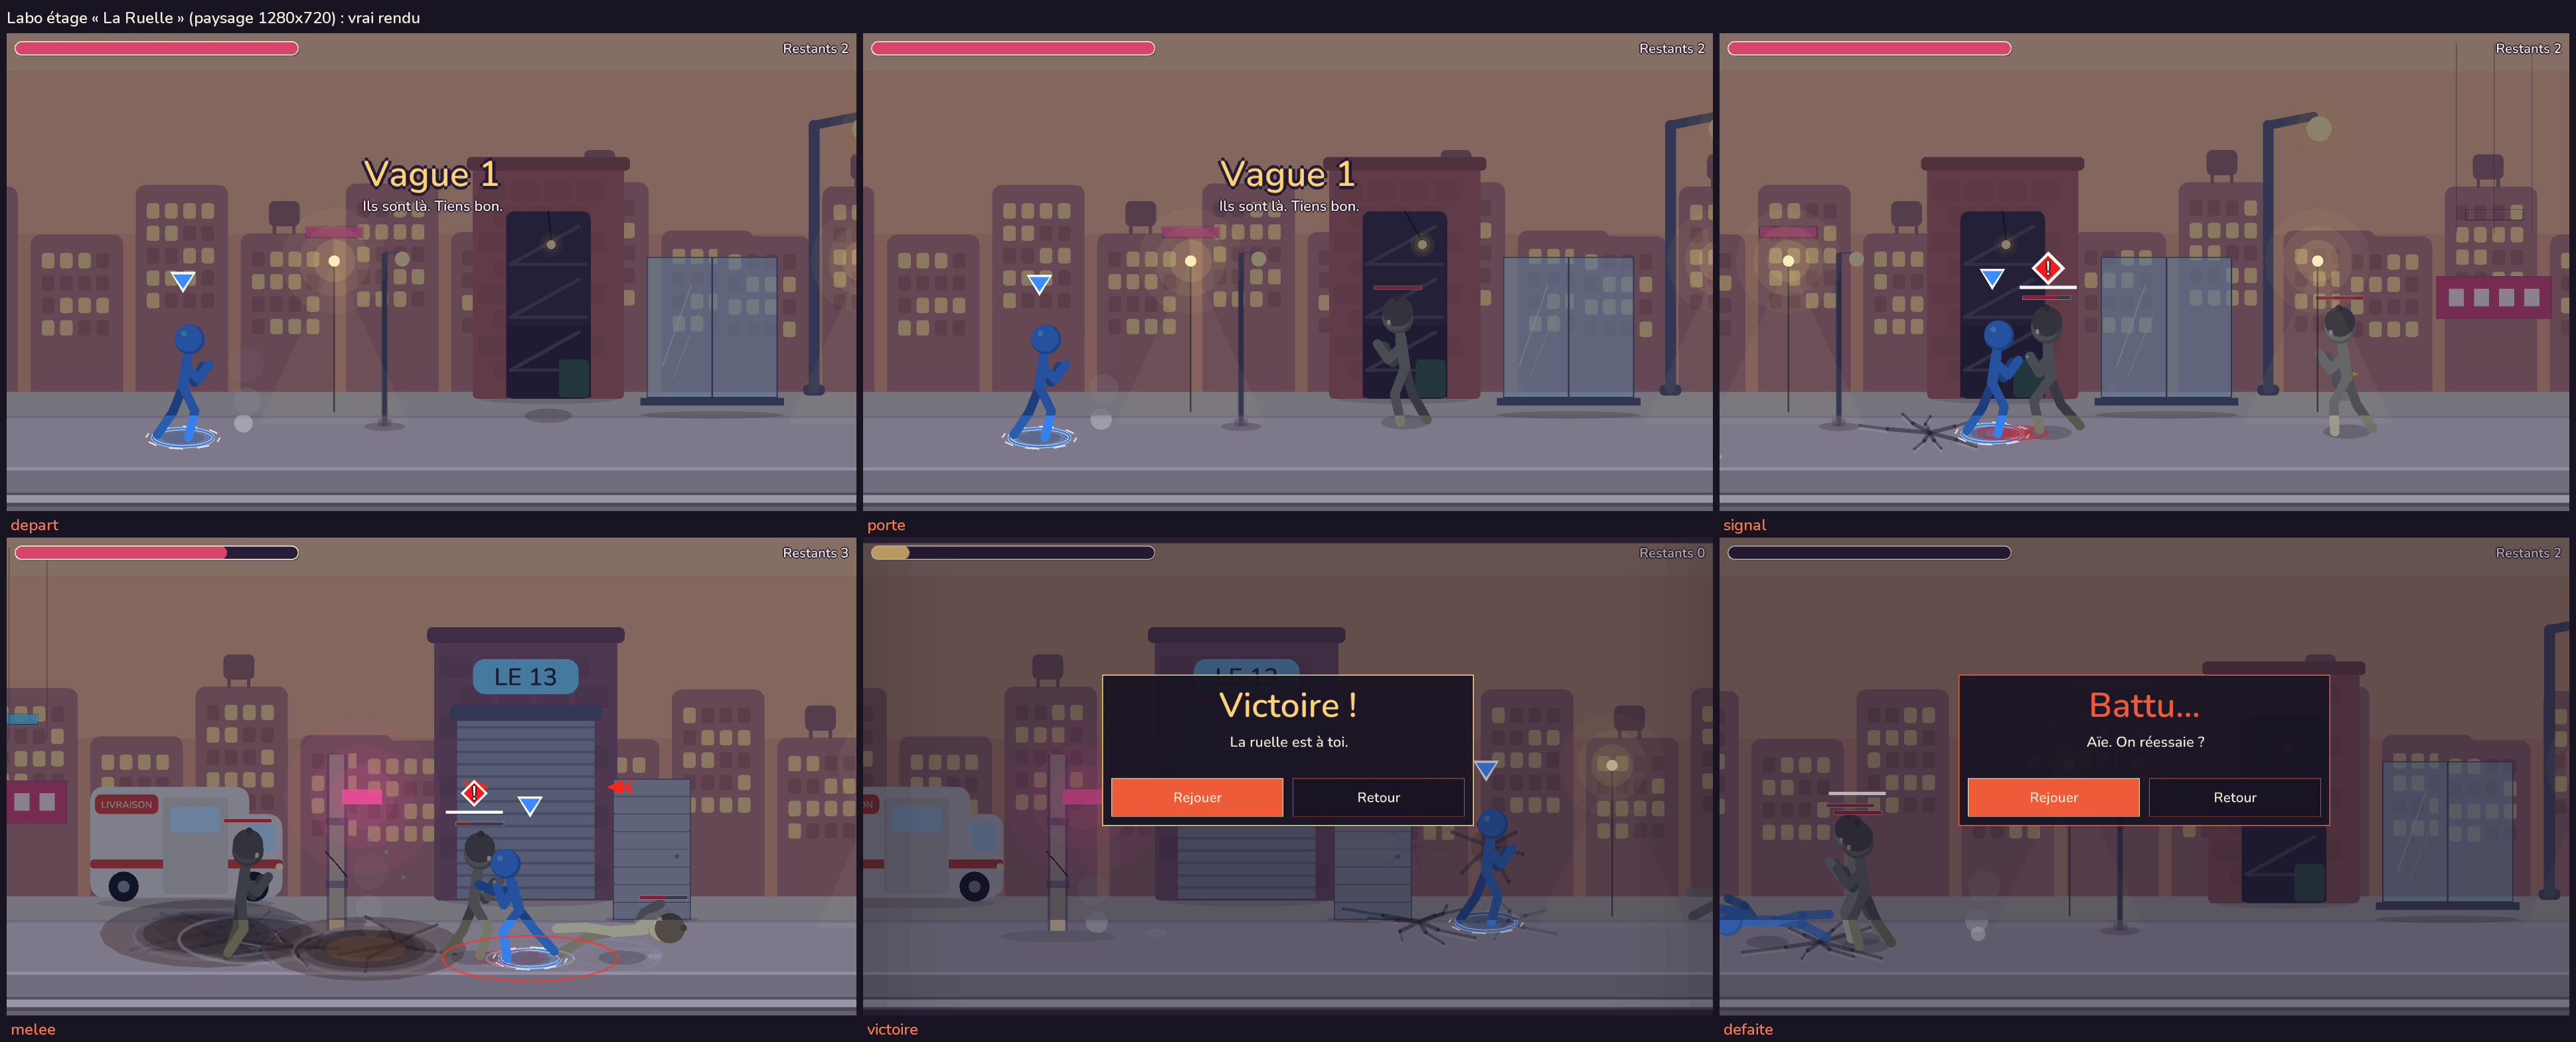 Labo étage « La Ruelle » (paysage 1280x720) : vrai rendu
Restants 2
Vague 1
Ils sont là. Tiens bon.
depart
Restants 2
Vague 1
Ils sont là. Tiens bon.
porte
Restants 2
!
signal
Restants 3
LE 13
LIVRAISON
!
melee
Restants 0
LE 13
Victoire !
La ruelle est à toi.
Rejouer
Retour
victoire
Restants 2
Battu...
Aïe. On réessaie ?
Rejouer
Retour
defaite